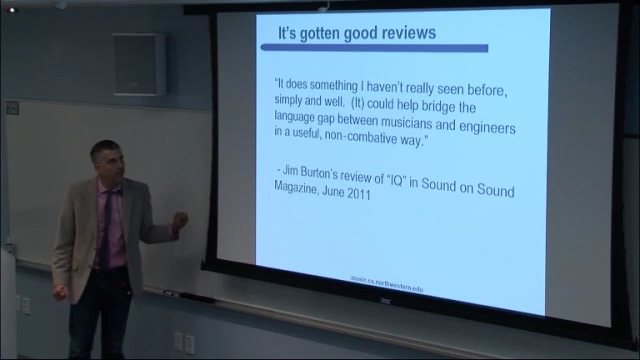 It's gotten good reviews
“It does something I haven't really seen before,
simply and well. (It) could help bridge the
language gap between musicians and engineers
in a useful, non-combative way.”
- Jim Burton's review of “IQ” in Sound on Sound
Magazine, June 2011
music.cs.northwestern.edu